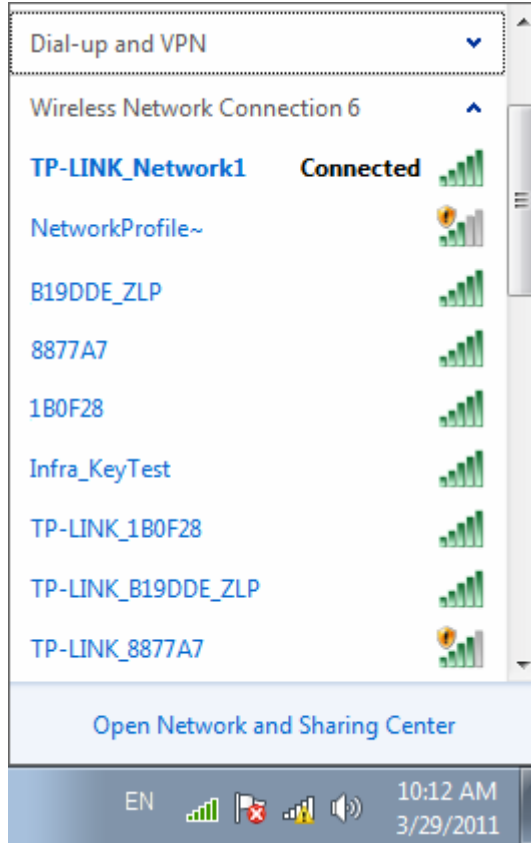 Dial-up and VPN
Wireless Network Connection 6
TP-LINK_Network1 Connected
NetworkProfile~
B19DDE_ZLP
8877A7
1B0F28
Infra_KeyTest
TP-LINK_1B0F28
TP-LINK_B19DDE_ZLP
TP-LINK_8877A7
Open Network and Sharing Center
EN 10:12 AM
3/29/2011